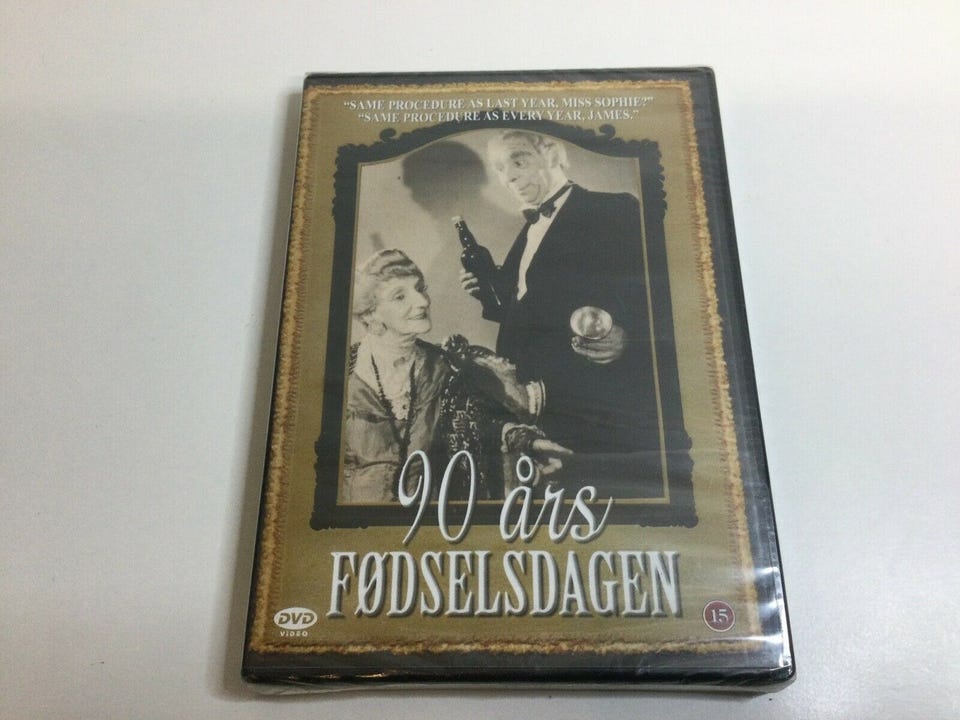 "SAME PROCEDURE AS LAST YEAR, MISS SOPHIE?"
"SAME PROCEDURE AS EVERY YEAR, JAMES."
90 års
FØDSELSDAGEN
DVD
VIDEO
15